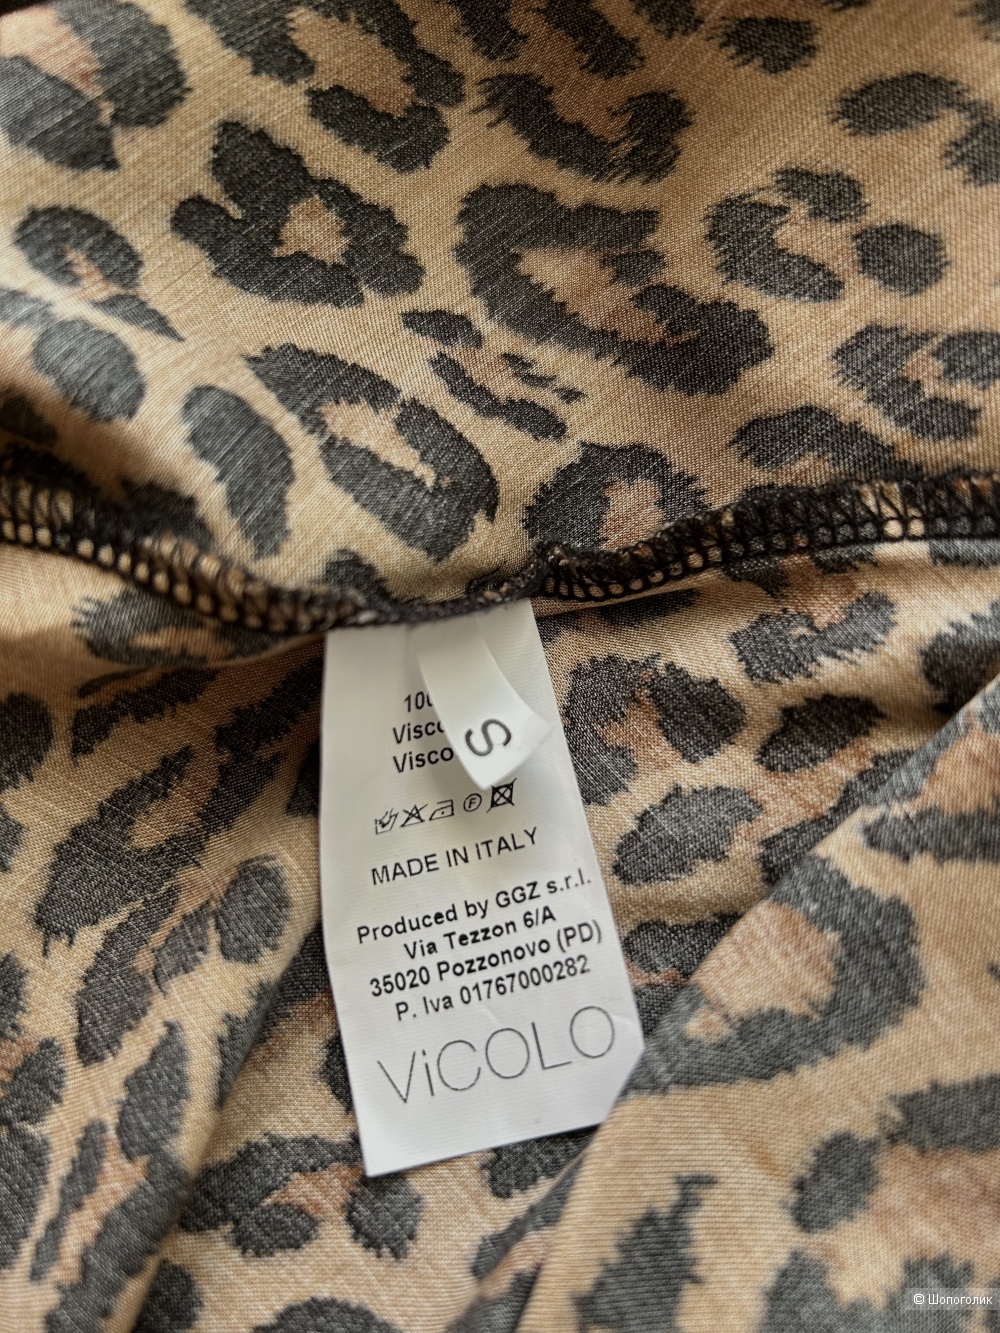 S
MADE IN ITALY
Produced by GGZ s.r.l.
Via Tezzon 6/A
35020 Pozzonovo (PD)
P. Iva 01767000282
ViCOLO
© Шопоголик